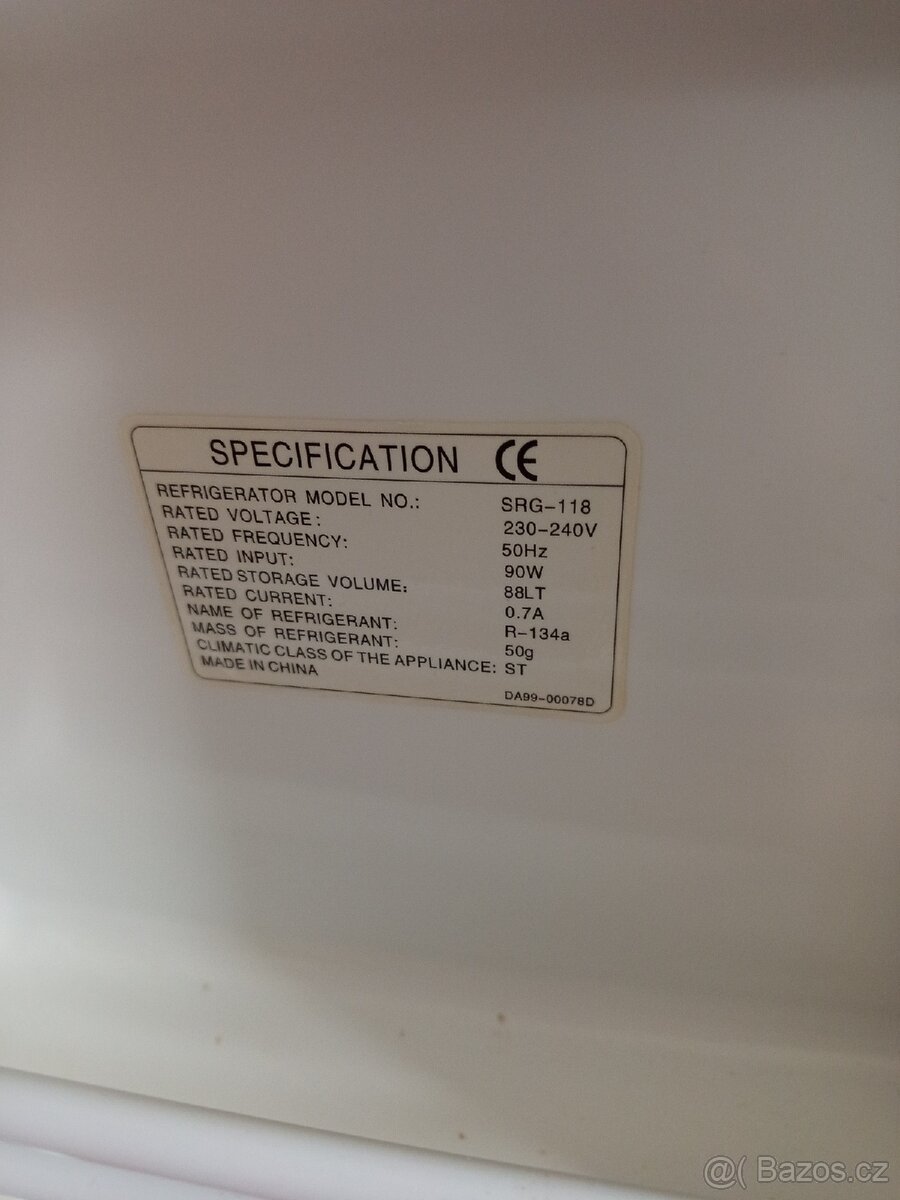 SPECIFICATION CE
REFRIGERATOR MODEL NO.: SRG-118
RATED VOLTAGE: 230-240V
RATED FREQUENCY: 50Hz
RATED INPUT: 90W
RATED STORAGE VOLUME: 88LT
RATED CURRENT: 0.7A
NAME OF REFRIGERANT: R-134a
MASS OF REFRIGERANT: 50g
CLIMATIC CLASS OF THE APPLIANCE: ST
MADE IN CHINA
DA99-00078D
@( Bazos.cz